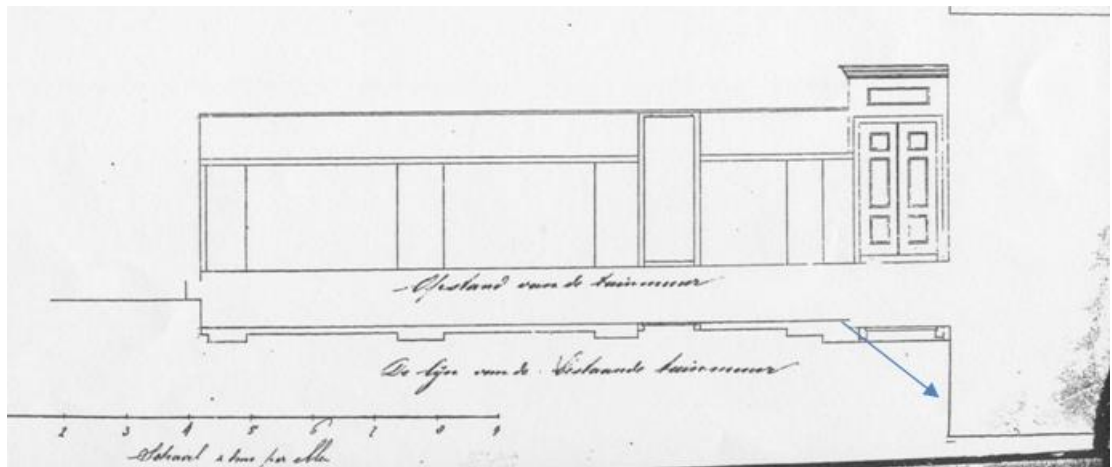 Opstand van de tuinmuur
De lijn van de bestaande tuinmuur
2 3 4 5 6 7 8 9
Schaal per elle